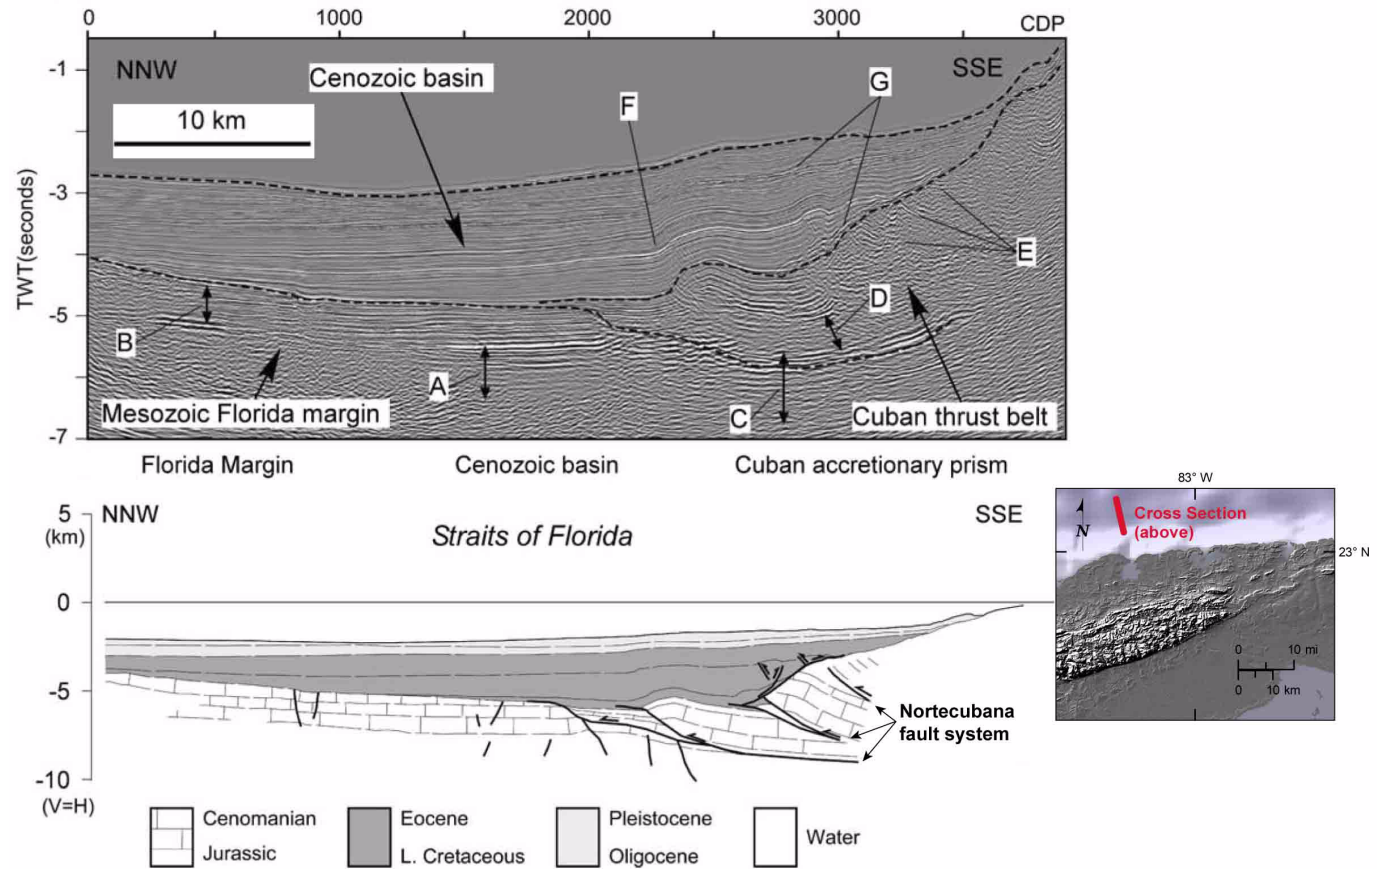 0 1000 2000 3000 CDP
NNW SSE
-1
Cenozoic basin
G
F
10 km
-3
TWT(seconds)
E
D
-5
B
A
C
Mesozoic Florida margin
Cuban thrust belt
-7
Florida Margin Cenozoic basin Cuban accretionary prism
83° W
N
Cross Section
(above)
23° N
0 10 mi
0 10 km
5
(km)
NNW
Straits of Florida
SSE
0
-5
Nortecubana
fault system
-10
(V=H)
Cenomanian
Jurassic
Eocene
L. Cretaceous
Pleistocene
Oligocene
Water